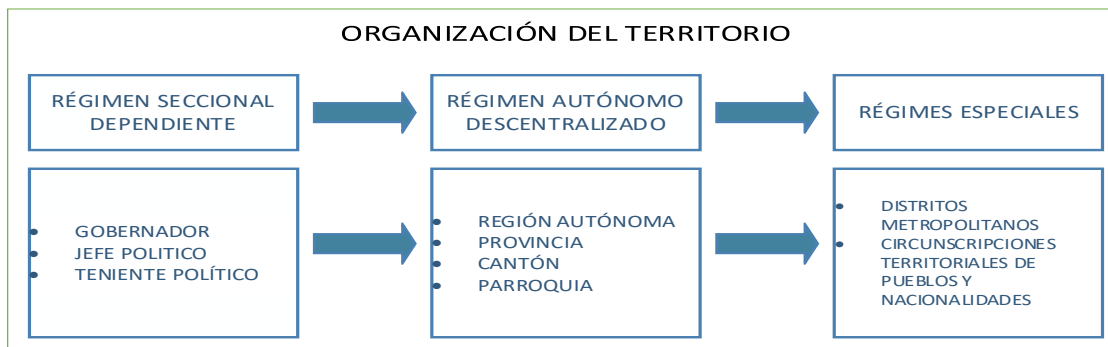 ORGANIZACIÓN DEL TERRITORIO
RÉGIMEN SECCIONAL
DEPENDIENTE
RÉGIMEN AUTÓNOMO
DESCENTRALIZADO
RÉGIMES ESPECIALES
• GOBERNADOR
• JEFE POLITICO
• TENIENTE POLÍTICO
• REGIÓN AUTÓNOMA
• PROVINCIA
• CANTÓN
• PARROQUIA
• DISTRITOS
METROPOLITANOS
• CIRCUNSCRIPCIONES
TERRITORIALES DE
PUEBLOS Y
NACIONALIDADES